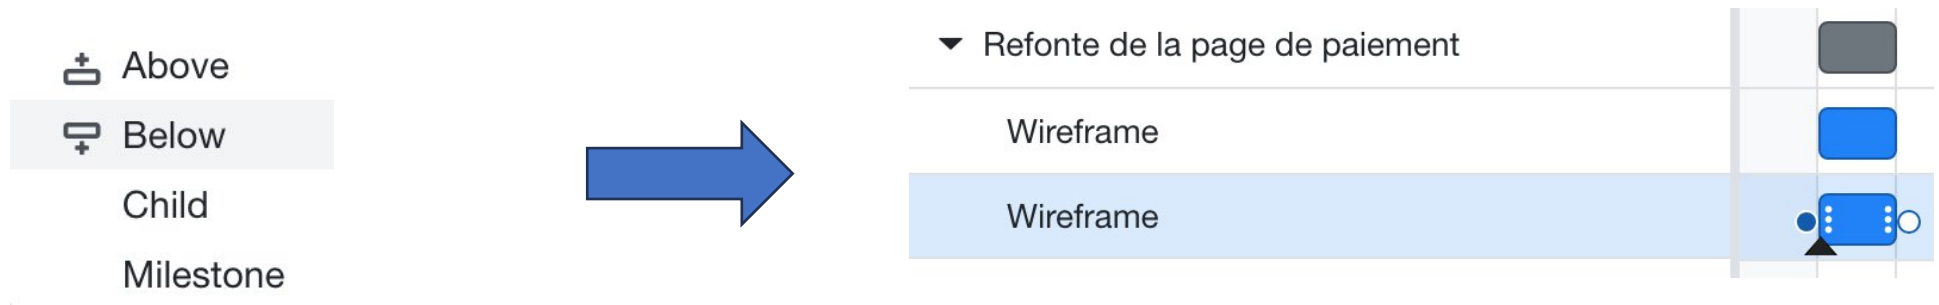 Above
Below
Child
Milestone
Refonte de la page de paiement
Wireframe
Wireframe